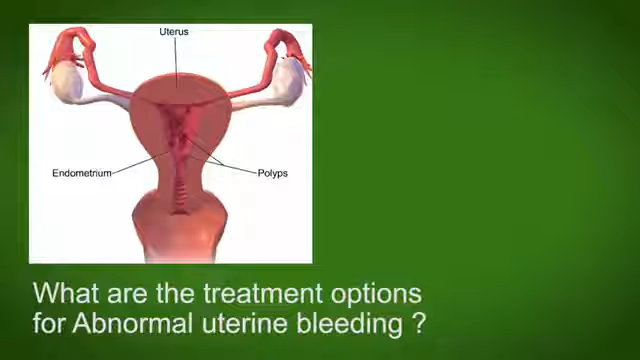 Uterus
Endometrium
Polyps
What are the treatment options
for Abnormal uterine bleeding ?